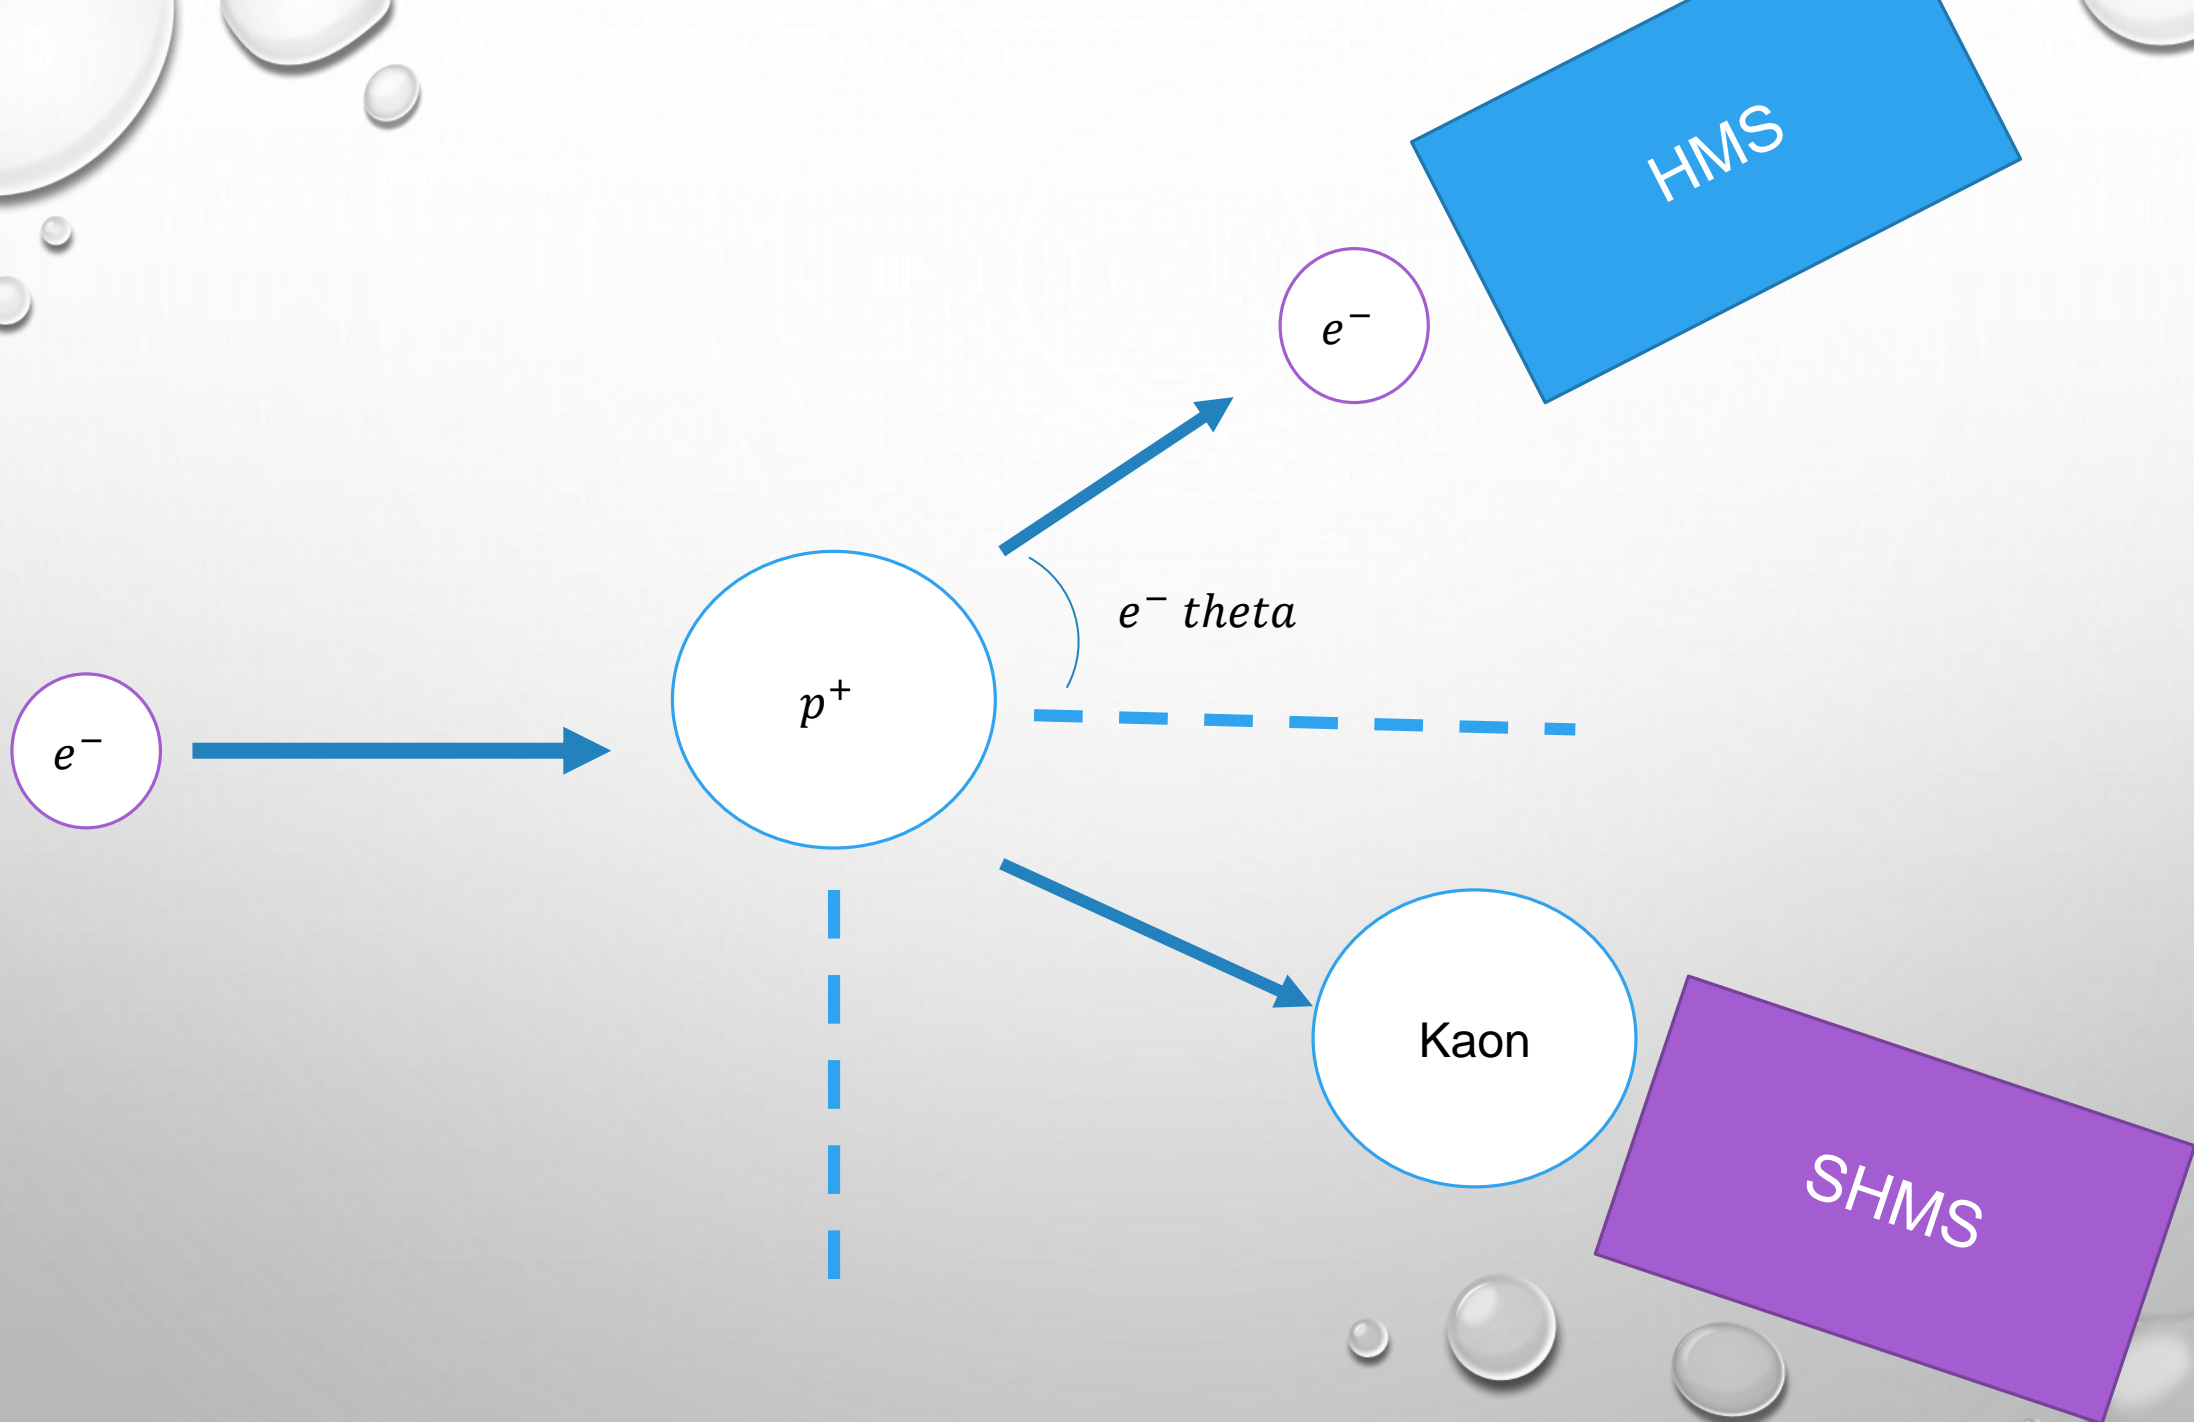 HMS
e⁻
e⁻ theta
p⁺
e⁻
Kaon
SHMS